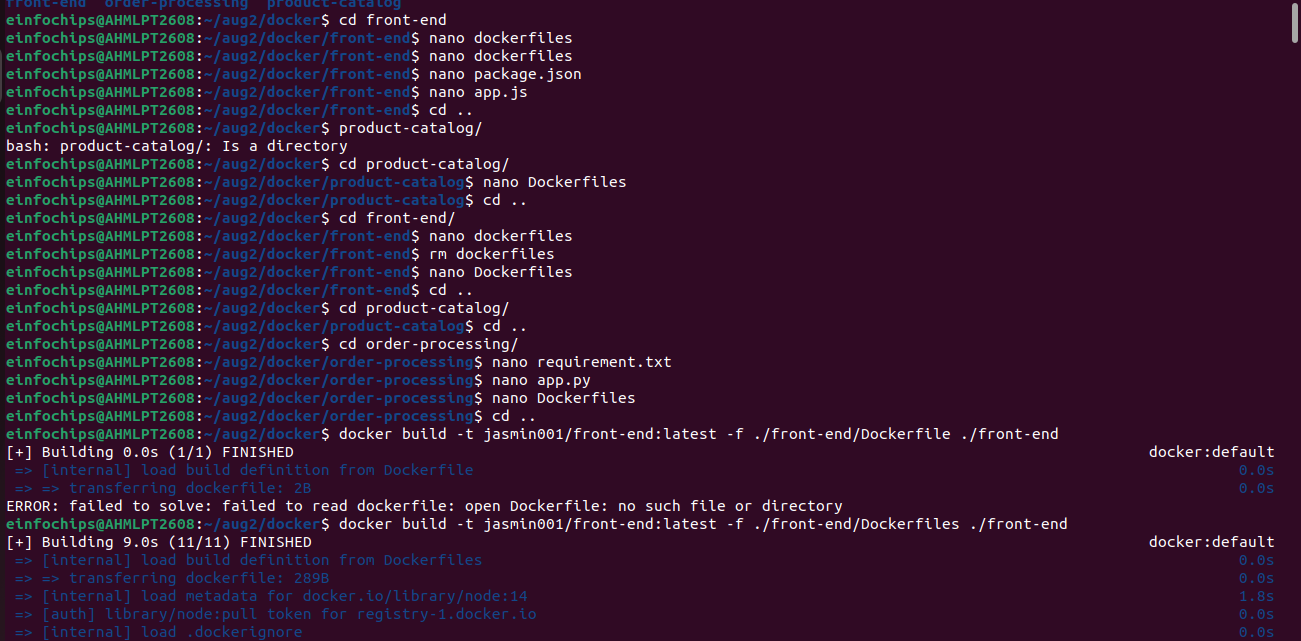 front-end  order-processing  product-catalog
einfochips@AHMLPT2608:~/aug2/docker$ cd front-end
einfochips@AHMLPT2608:~/aug2/docker/front-end$ nano dockerfiles
einfochips@AHMLPT2608:~/aug2/docker/front-end$ nano dockerfiles
einfochips@AHMLPT2608:~/aug2/docker/front-end$ nano package.json
einfochips@AHMLPT2608:~/aug2/docker/front-end$ nano app.js
einfochips@AHMLPT2608:~/aug2/docker/front-end$ cd ..
einfochips@AHMLPT2608:~/aug2/docker$ product-catalog/
bash: product-catalog/: Is a directory
einfochips@AHMLPT2608:~/aug2/docker$ cd product-catalog/
einfochips@AHMLPT2608:~/aug2/docker/product-catalog$ nano Dockerfiles
einfochips@AHMLPT2608:~/aug2/docker/product-catalog$ cd ..
einfochips@AHMLPT2608:~/aug2/docker$ cd front-end/
einfochips@AHMLPT2608:~/aug2/docker/front-end$ nano dockerfiles
einfochips@AHMLPT2608:~/aug2/docker/front-end$ rm dockerfiles
einfochips@AHMLPT2608:~/aug2/docker/front-end$ nano Dockerfiles
einfochips@AHMLPT2608:~/aug2/docker/front-end$ cd ..
einfochips@AHMLPT2608:~/aug2/docker$ cd product-catalog/
einfochips@AHMLPT2608:~/aug2/docker/product-catalog$ cd ..
einfochips@AHMLPT2608:~/aug2/docker$ cd order-processing/
einfochips@AHMLPT2608:~/aug2/docker/order-processing$ nano requirement.txt
einfochips@AHMLPT2608:~/aug2/docker/order-processing$ nano app.py
einfochips@AHMLPT2608:~/aug2/docker/order-processing$ nano Dockerfiles
einfochips@AHMLPT2608:~/aug2/docker/order-processing$ cd ..
einfochips@AHMLPT2608:~/aug2/docker$ docker build -t jasmin001/front-end:latest -f ./front-end/Dockerfile ./front-end
[+] Building 0.0s (1/1) FINISHED docker:default
=> [internal] load build definition from Dockerfile 0.0s
=> => transferring dockerfile: 2B 0.0s
ERROR: failed to solve: failed to read dockerfile: open Dockerfile: no such file or directory
einfochips@AHMLPT2608:~/aug2/docker$ docker build -t jasmin001/front-end:latest -f ./front-end/Dockerfiles ./front-end
[+] Building 9.0s (11/11) FINISHED docker:default
=> [internal] load build definition from Dockerfiles 0.0s
=> => transferring dockerfile: 289B 0.0s
=> [internal] load metadata for docker.io/library/node:14 1.8s
=> [auth] library/node:pull token for registry-1.docker.io 0.0s
=> [internal] load .dockerignore 0.0s